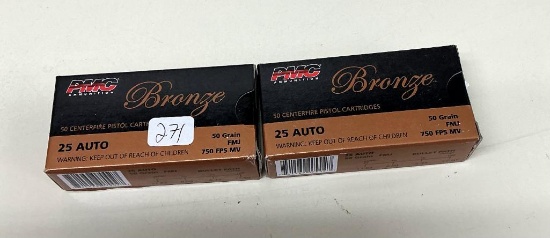 PMC
AMMUNITION
Bronze
50 CENTERFIRE PISTOL CARTRIDGES
25 AUTO
271
50 Grain
FMJ
750 FPS MV
WARNING: KEEP OUT OF REACH OF CHILDREN
PMC
AMMUNITION
Bronze
50 CENTERFIRE PISTOL CARTRIDGES
25 AUTO
50 Grain
FMJ
750 FPS MV
WARNING: KEEP OUT OF REACH OF CHILDREN